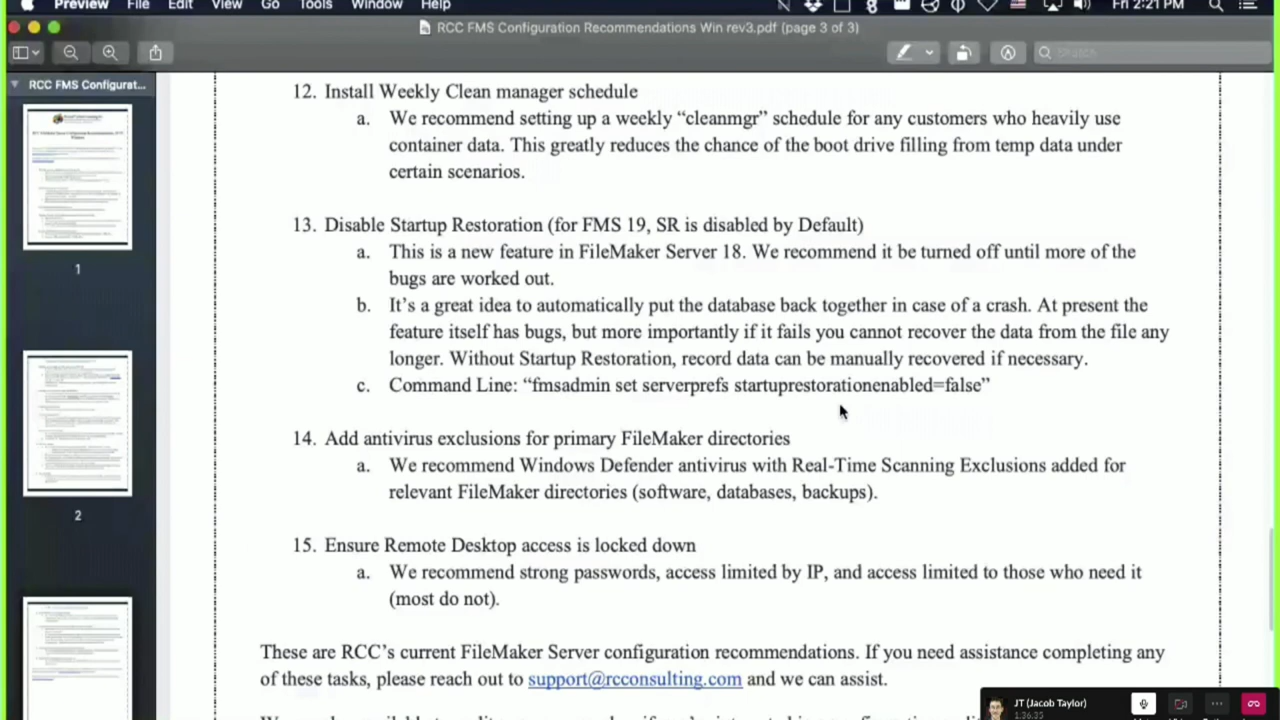 Preview File Edit View Go Tools Window Help Fri 2:21 PM
RCC FMS Configuration Recommendations Win rev3.pdf (page 3 of 3)
Search
RCC FMS Configurat...
1
2
12. Install Weekly Clean manager schedule
a. We recommend setting up a weekly “cleanmgr” schedule for any customers who heavily use
container data. This greatly reduces the chance of the boot drive filling from temp data under
certain scenarios.
13. Disable Startup Restoration (for FMS 19, SR is disabled by Default)
a. This is a new feature in FileMaker Server 18. We recommend it be turned off until more of the
bugs are worked out.
b. It’s a great idea to automatically put the database back together in case of a crash. At present the
feature itself has bugs, but more importantly if it fails you cannot recover the data from the file any
longer. Without Startup Restoration, record data can be manually recovered if necessary.
c. Command Line: “fmsadmin set serverprefs startuprestorationenabled=false”
14. Add antivirus exclusions for primary FileMaker directories
a. We recommend Windows Defender antivirus with Real-Time Scanning Exclusions added for
relevant FileMaker directories (software, databases, backups).
15. Ensure Remote Desktop access is locked down
a. We recommend strong passwords, access limited by IP, and access limited to those who need it
(most do not).
These are RCC’s current FileMaker Server configuration recommendations. If you need assistance completing any
of these tasks, please reach out to support@rcconsulting.com and we can assist.
JT (Jacob Taylor)